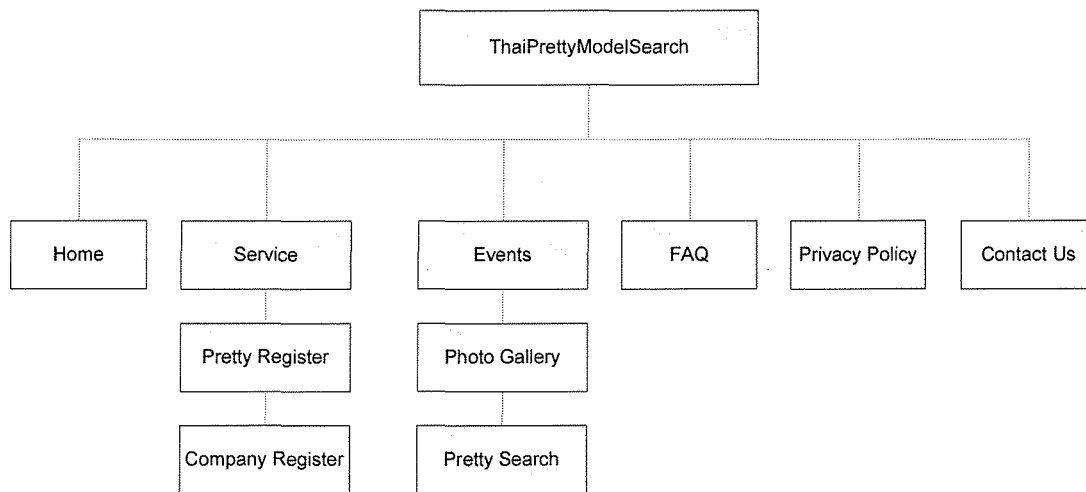 ThaiPrettyModelSearch
Home
Service
Events
FAQ
Privacy Policy
Contact Us
Pretty Register
Photo Gallery
Company Register
Pretty Search